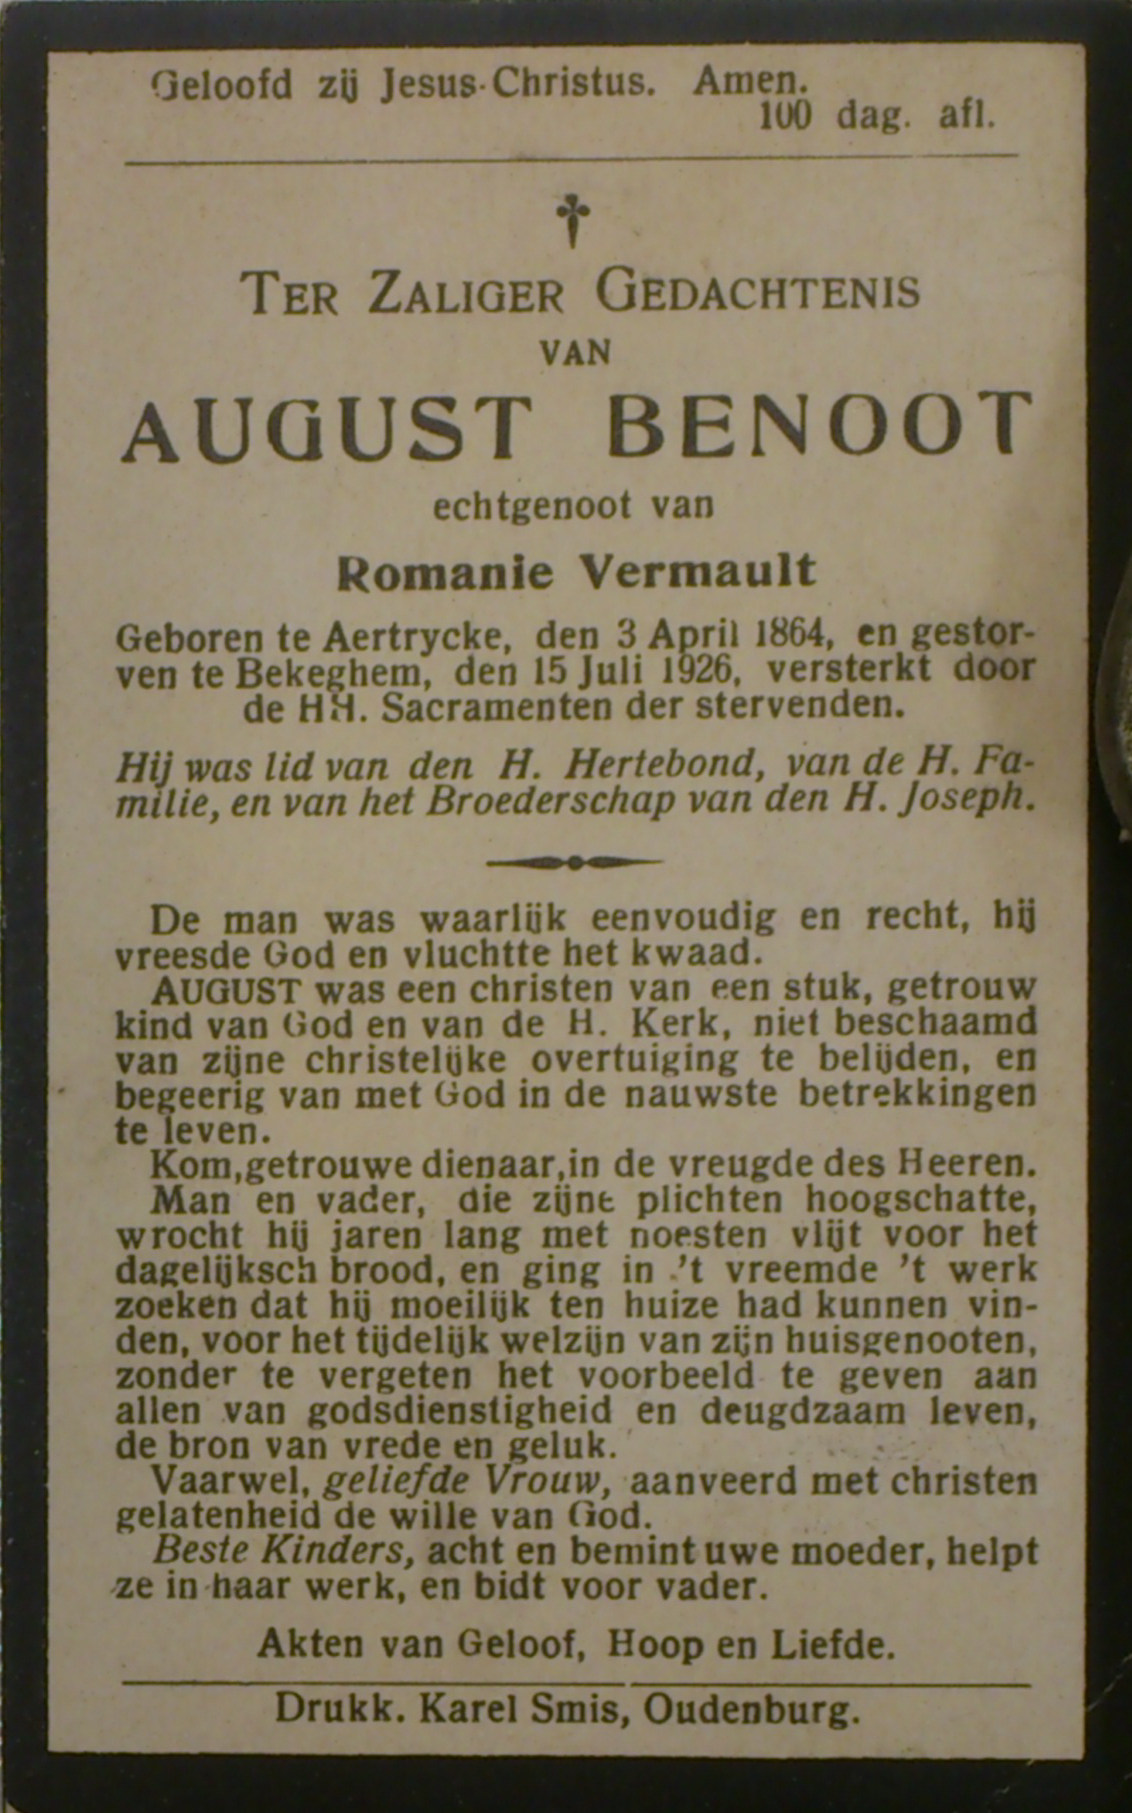 Geloofd zij Jesus-Christus. Amen.
100 dag. afl.
TER ZALIGER GEDACHTENIS
VAN
AUGUST BENOOT
echtgenoot van
Romanie Vermault
Geboren te Aertrycke, den 3 April 1864, en gestor-
ven te Bekeghem, den 15 Juli 1926, versterkt door
de HH. Sacramenten der stervenden.
Hij was lid van den H. Hertebond, van de H. Fa-
milie, en van het Broederschap van den H. Joseph.
De man was waarlijk eenvoudig en recht, hij
vreesde God en vluchtte het kwaad.
AUGUST was een christen van een stuk, getrouw
kind van God en van de H. Kerk, niet beschaamd
van zijne christelijke overtuiging te belijden, en
begeerig van met God in de nauwste betrekkingen
te leven.
Kom,getrouwe dienaar,in de vreugde des Heeren.
Man en vader, die zijne plichten hoogschatte,
wrocht hij jaren lang met noesten vlijt voor het
dagelijksch brood, en ging in 't vreemde 't werk
zoeken dat hij moeilijk ten huize had kunnen vin-
den, voor het tijdelijk welzijn van zijn huisgenooten,
zonder te vergeten het voorbeeld te geven aan
allen van godsdienstigheid en deugdzaam leven,
de bron van vrede en geluk.
Vaarwel, geliefde Vrouw, aanveerd met christen
gelatenheid de wille van God.
Beste Kinders, acht en bemint uwe moeder, helpt
ze in haar werk, en bidt voor vader.
Akten van Geloof, Hoop en Liefde.
Drukk. Karel Smis, Oudenburg.